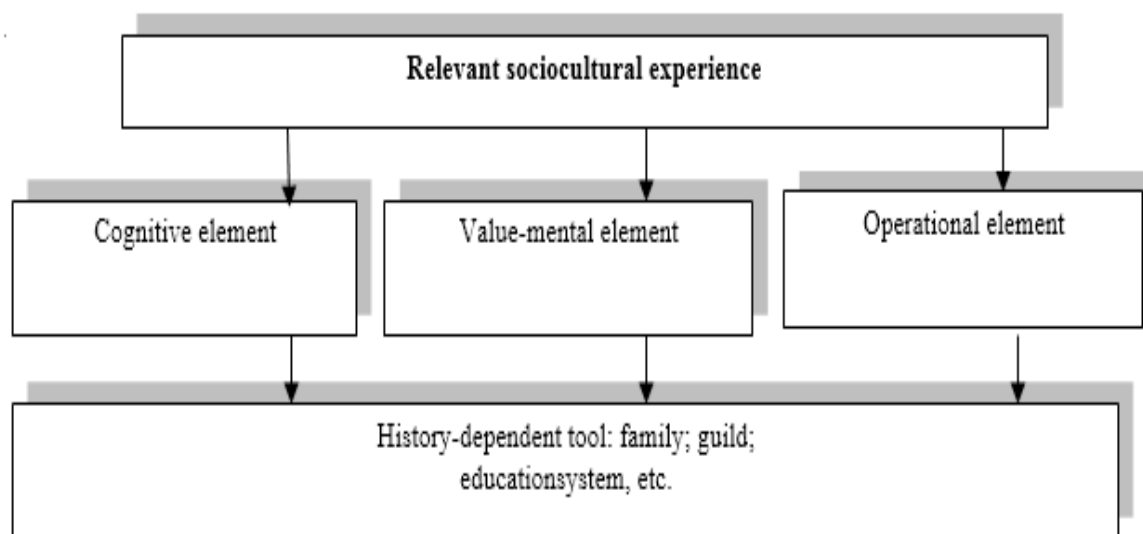 Relevant sociocultural experience
Cognitive element
Value-mental element
Operational element
History-dependent tool: family; guild;
educationsystem, etc.